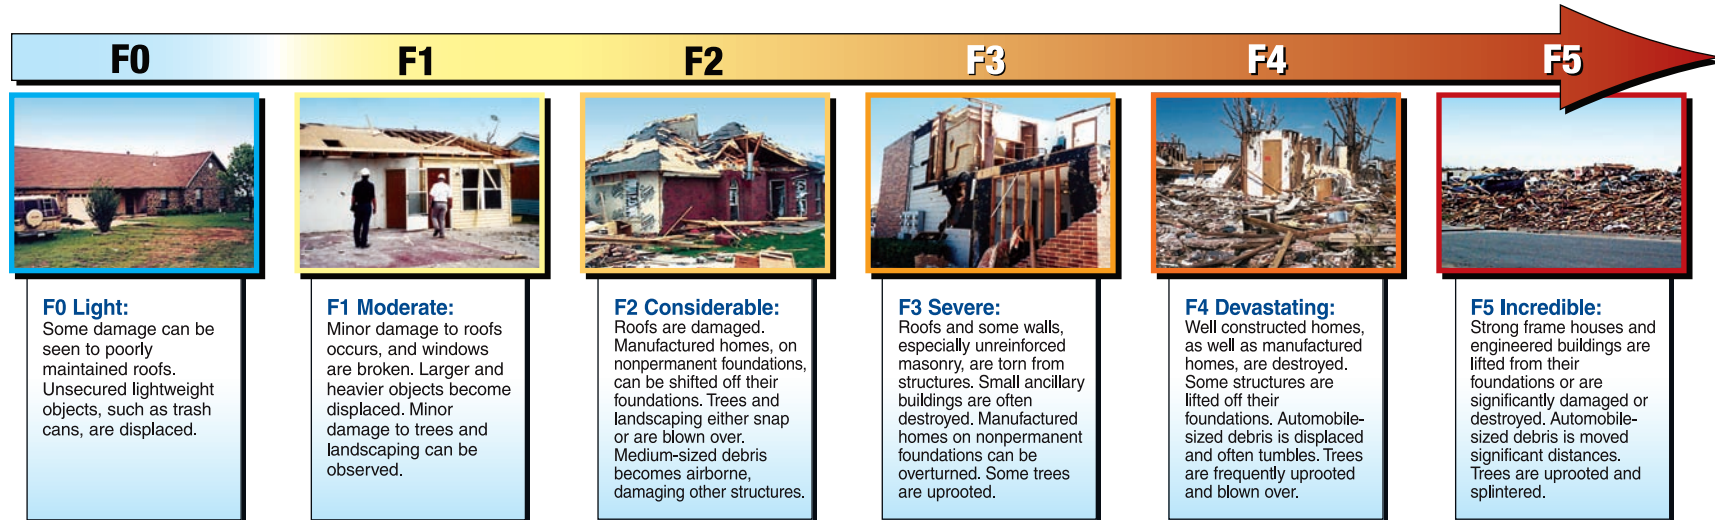 F0
F1
F2
F3
F4
F5
F0 Light:
Some damage can be
seen to poorly
maintained roofs.
Unsecured lightweight
objects, such as trash
cans, are displaced.
F1 Moderate:
Minor damage to roofs
occurs, and windows
are broken. Larger and
heavier objects become
displaced. Minor
damage to trees and
landscaping can be
observed.
F2 Considerable:
Roofs are damaged.
Manufactured homes, on
nonpermanent foundations,
can be shifted off their
foundations. Trees and
landscaping either snap
or are blown over.
Medium-sized debris
becomes airborne,
damaging other structures.
F3 Severe:
Roofs and some walls,
especially unreinforced
masonry, are torn from
structures. Small ancillary
buildings are often
destroyed. Manufactured
homes on nonpermanent
foundations can be
overturned. Some trees
are uprooted.
F4 Devastating:
Well constructed homes,
as well as manufactured
homes, are destroyed.
Some structures are
lifted off their
foundations. Automobile-
sized debris is displaced
and often tumbles. Trees
are frequently uprooted
and blown over.
F5 Incredible:
Strong frame houses and
engineered buildings are
lifted from their
foundations or are
significantly damaged or
destroyed. Automobile-
sized debris is moved
significant distances.
Trees are uprooted and
splintered.